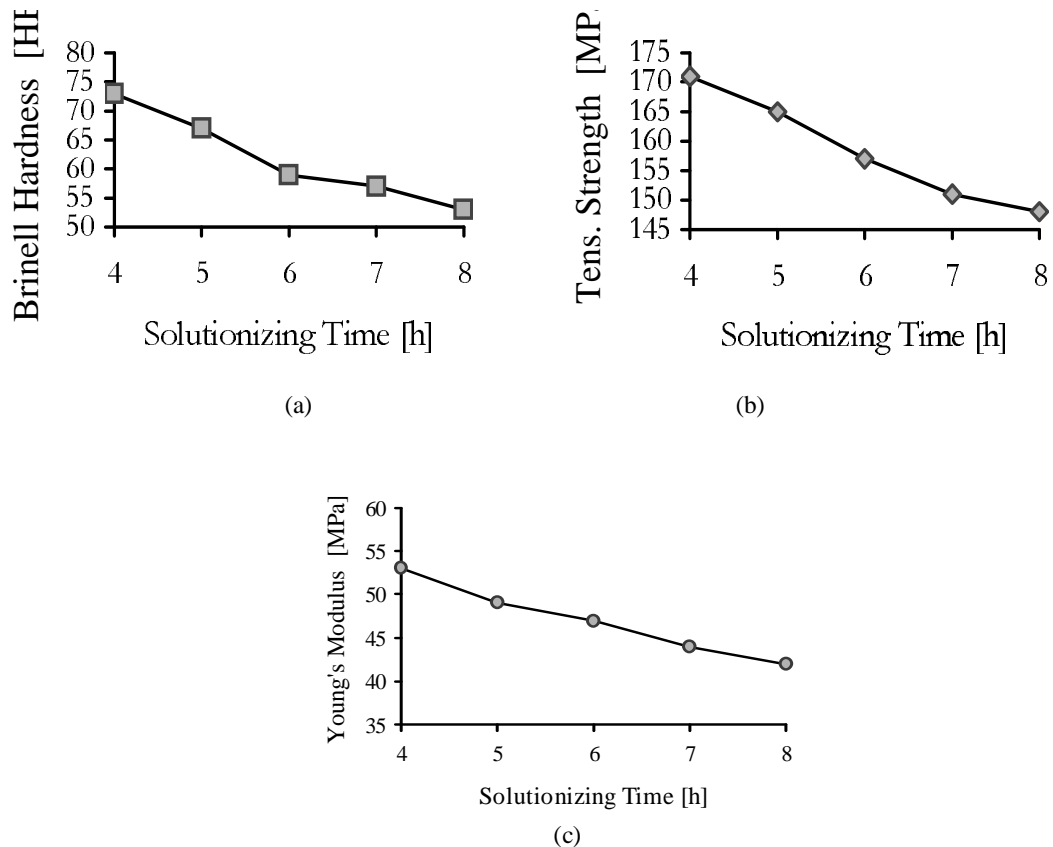 Brinell Hardness [HB
80
75
70
65
60
55
50
4 5 6 7 8
Solutionizing Time [h]
(a)
Tens. Strength [MP
175
170
165
160
155
150
145
4 5 6 7 8
Solutionizing Time [h]
(b)
Young's Modulus [MPa]
60
55
50
45
40
35
4 5 6 7 8
Solutionizing Time [h]
(c)